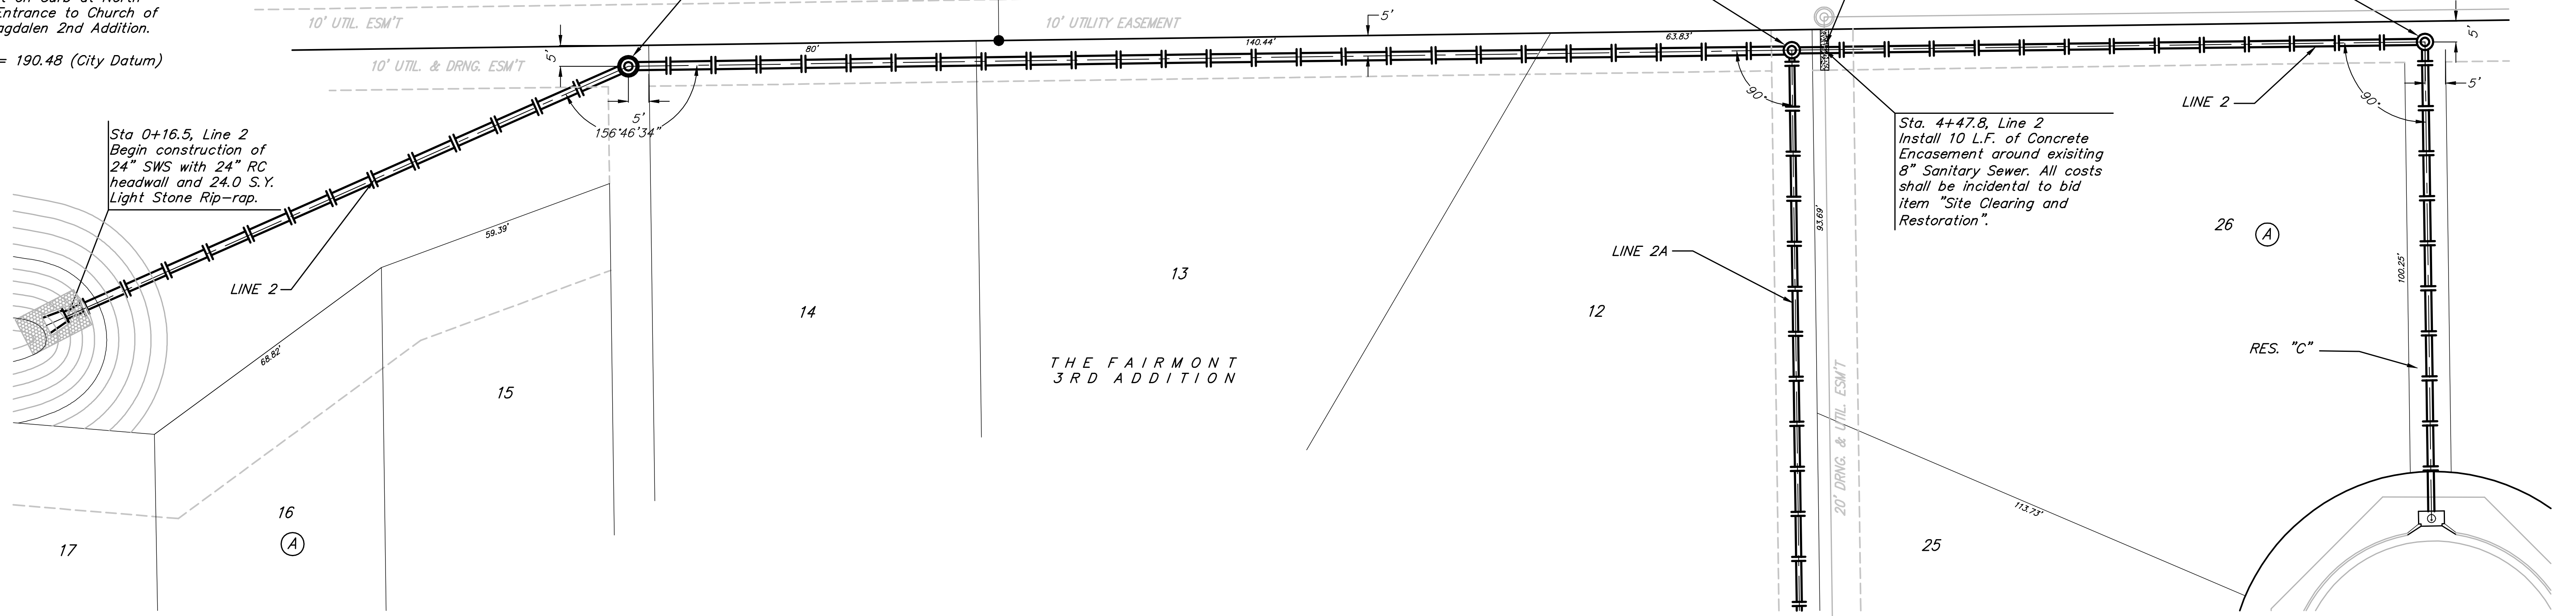 Entrance to Church of
agdalen 2nd Addition.
= 190.48 (City Datum)
10' UTIL. ESM'T
10' UTILITY EASEMENT
5'
5'
5'
80'
140.44'
63.83'
10' UTIL. & DRNG. ESM'T
5'
156°46'34"
90°
90°
5'
LINE 2
Sta 0+16.5, Line 2
Begin construction of
24" SWS with 24" RC
headwall and 24.0 S.Y.
Light Stone Rip-rap.
Sta. 4+47.8, Line 2
Install 10 L.F. of Concrete
Encasement around exisiting
8" Sanitary Sewer. All costs
shall be incidental to bid
item "Site Clearing and
Restoration".
59.39'
93.69'
26
A
LINE 2A
100.25'
LINE 2
13
14
12
68.82'
RES. "C"
THE FAIRMONT
3RD ADDITION
15
20' DRNG. & UTIL. ESM'T
16
A
17
113.73'
25